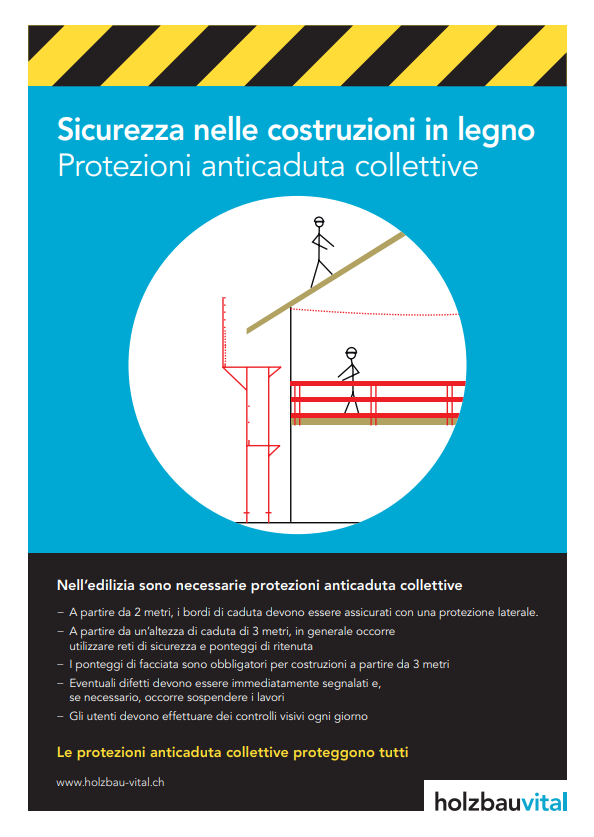 Sicurezza nelle costruzioni in legno
Protezioni anticaduta collettive
Nell’edilizia sono necessarie protezioni anticaduta collettive
– A partire da 2 metri, i bordi di caduta devono essere assicurati con una protezione laterale.
– A partire da un’altezza di caduta di 3 metri, in generale occorre
utilizzare reti di sicurezza e ponteggi di ritenuta
– I ponteggi di facciata sono obbligatori per costruzioni a partire da 3 metri
– Eventuali difetti devono essere immediatamente segnalati e,
se necessario, occorre sospendere i lavori
– Gli utenti devono effettuare dei controlli visivi ogni giorno
Le protezioni anticaduta collettive proteggono tutti
www.holzbau-vital.ch
holzbauvital